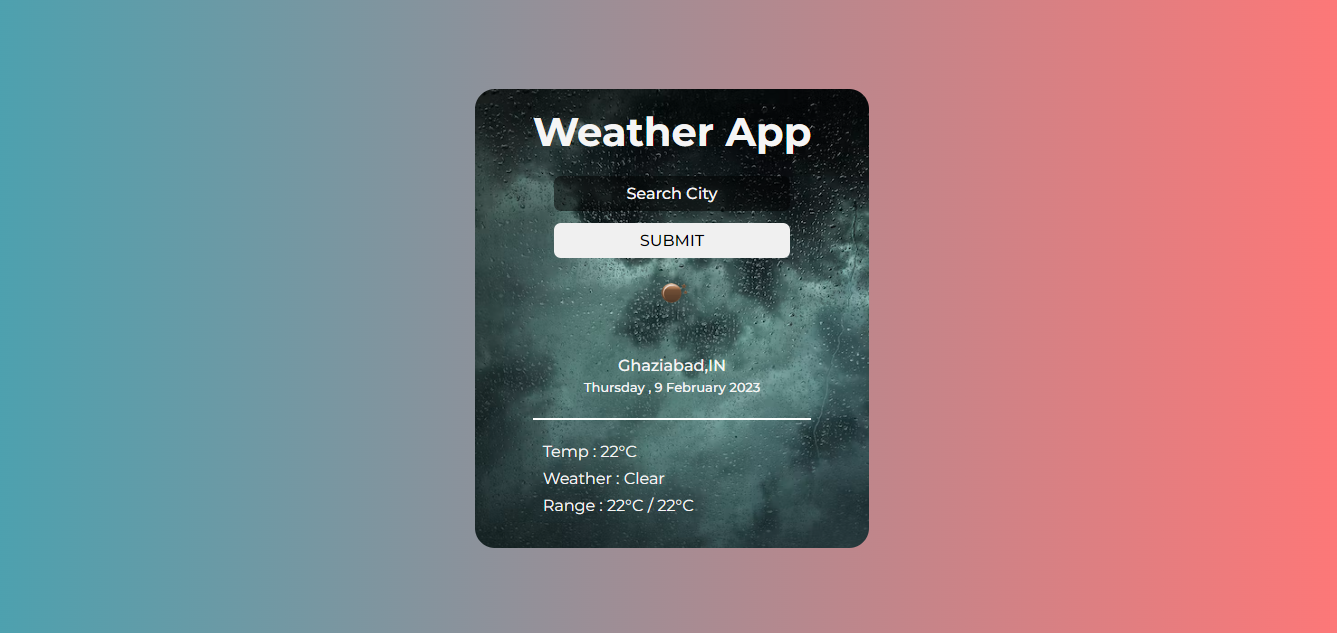 Weather App
Search City
SUBMIT
Ghaziabad,IN
Thursday , 9 February 2023
Temp : 22°C
Weather : Clear
Range : 22°C / 22°C